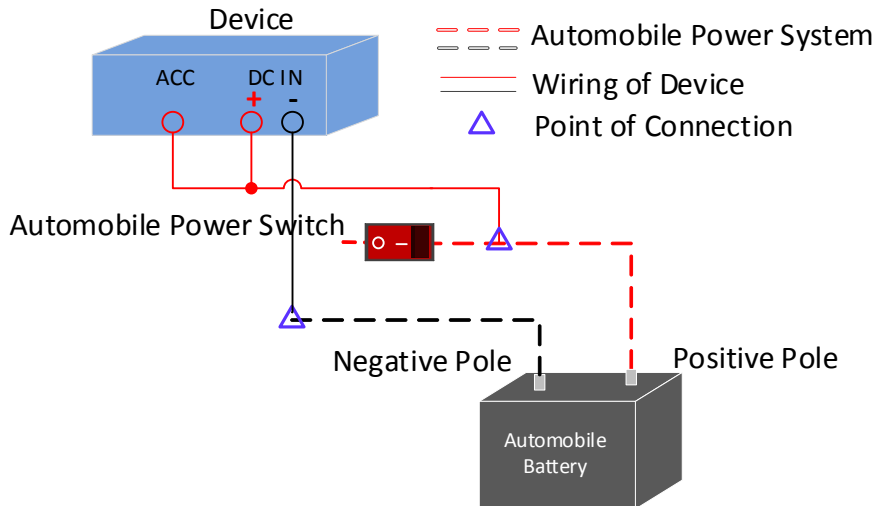 Device
Automobile Power System
ACC
DC IN
+
-
Wiring of Device
Point of Connection
Automobile Power Switch
Negative Pole
Positive Pole
Automobile
Battery